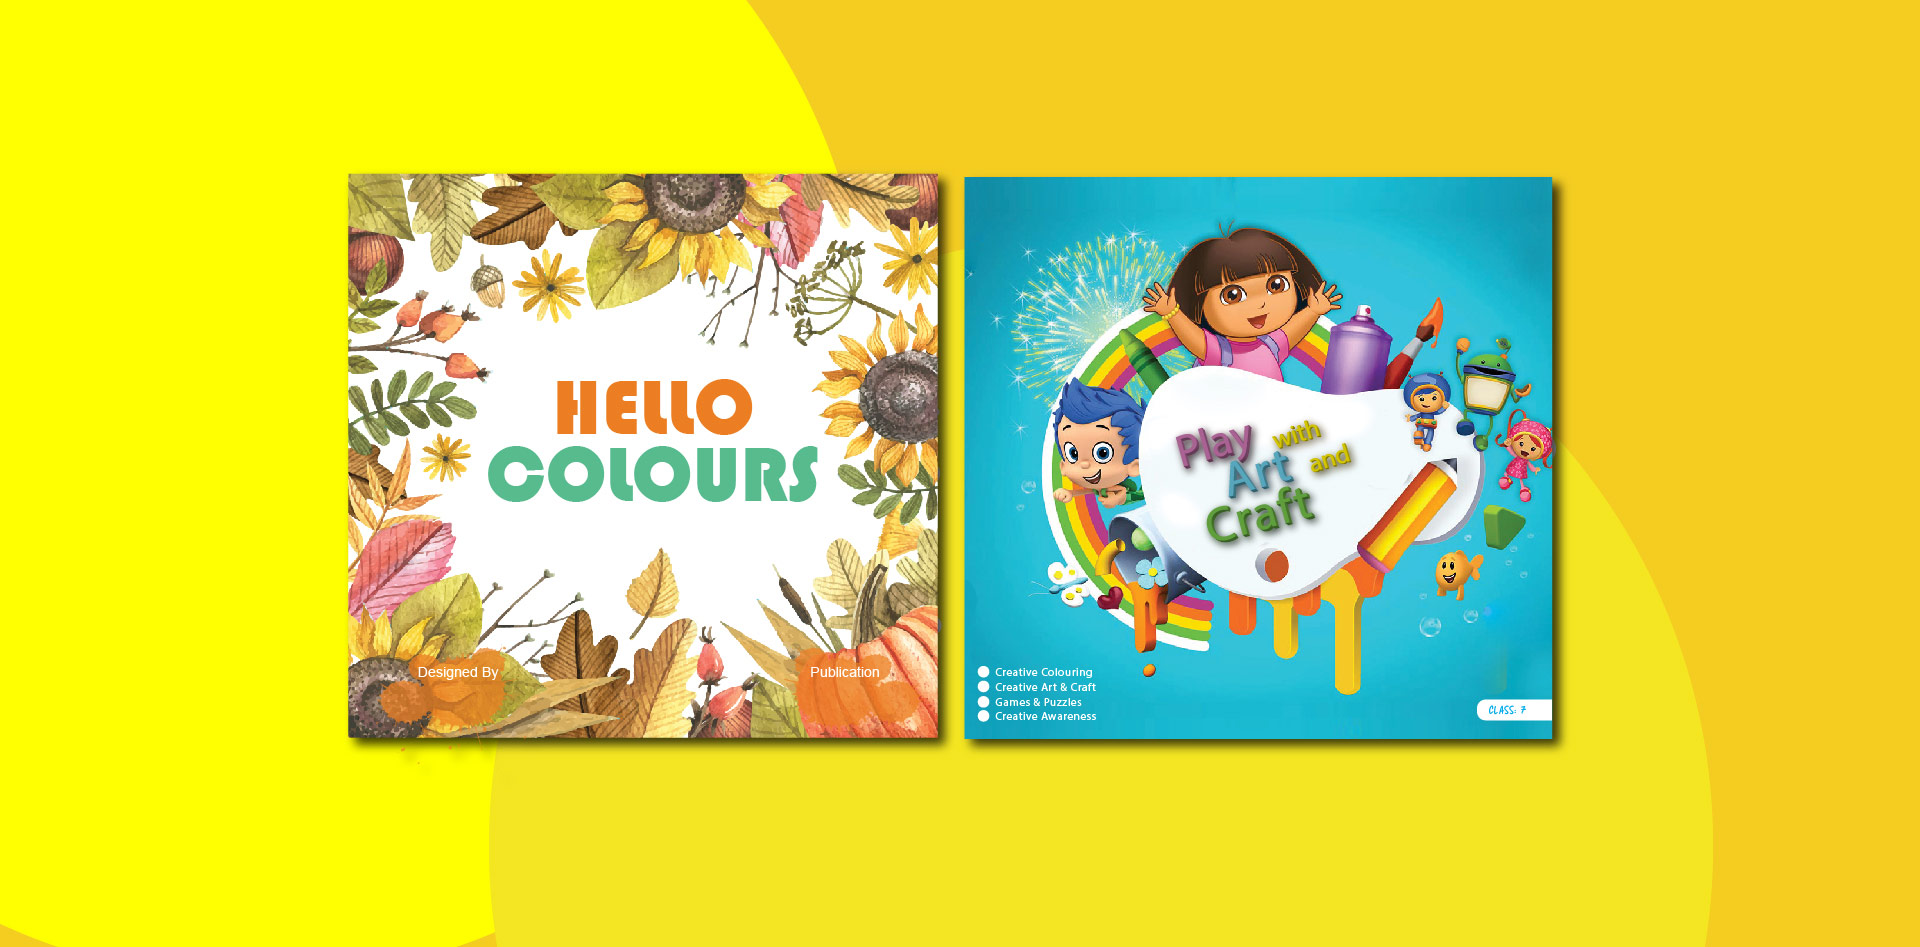 HELLO
COLOURS
Designed By
Publication
Play with
Art and
Craft
Creative Colouring
Creative Art & Craft
Games & Puzzles
Creative Awareness
CLASS: 7